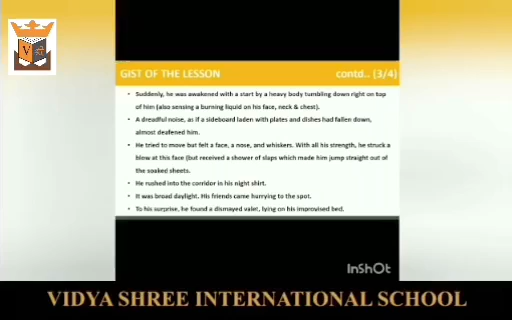 GIST OF THE LESSON contd.. (3/4)
• Suddenly, he was awakened with a start by a heavy body tumbling down right on top
of him (also sensing a burning liquid on his face, neck & chest).
• A dreadful noise, as if a sideboard laden with plates and dishes had fallen down,
almost deafened him.
• He tried to move but felt a face, a nose, and whiskers. With all his strength, he struck a
blow at this face (but received a shower of slaps which made him jump straight out of
the soaked sheets.
• He rushed into the corridor in his night shirt.
• It was broad daylight. His friends came hurrying to the spot.
• To his surprise, he found a dismayed valet, lying on his improvised bed.
InShOt
VIDYA SHREE INTERNATIONAL SCHOOL